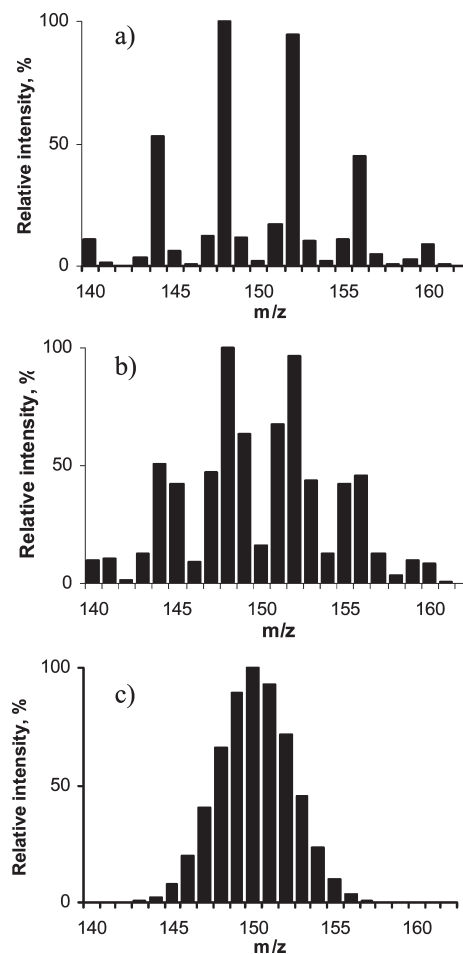 a)
Relative intensity, %
100
50
0
140 145 150 155 160
m/z
b)
Relative intensity, %
100
50
0
140 145 150 155 160
m/z
c)
Relative intensity, %
100
50
0
140 145 150 155 160
m/z